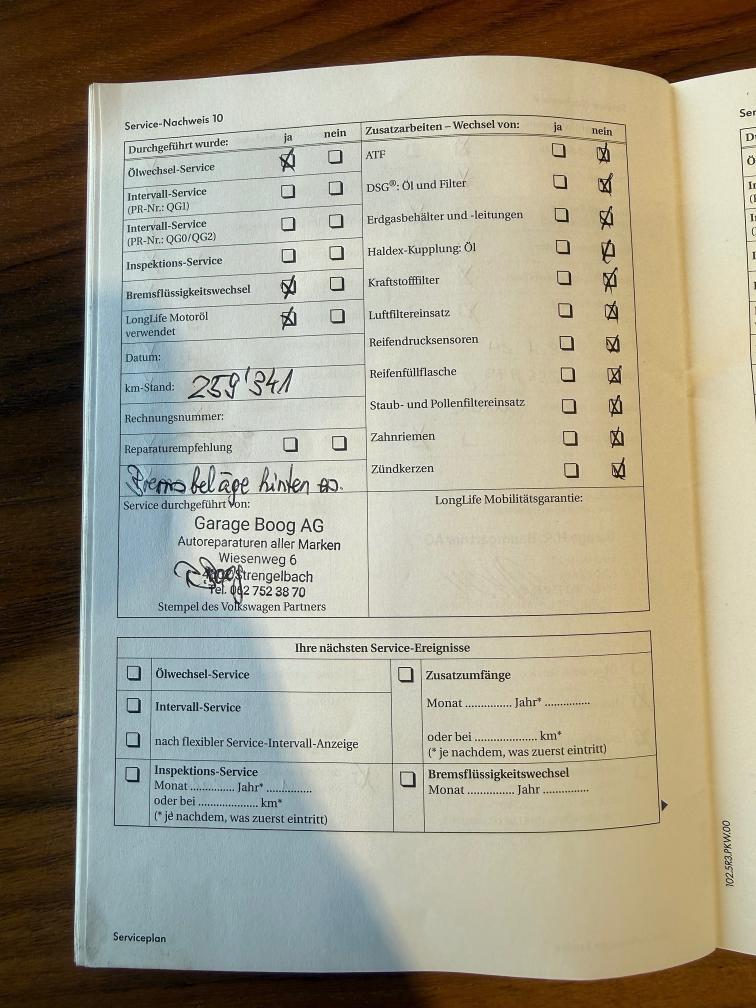 Service-Nachweis 10
Durchgeführt wurde: ja nein
Ölwechsel-Service
Intervall-Service
(PR-Nr.: QG1)
Intervall-Service
(PR-Nr.: QG0/QG2)
Inspektions-Service
Bremsflüssigkeitswechsel
LongLife Motoröl
verwendet
Datum:
km-Stand: 259'341
Rechnungsnummer:
Reparaturempfehlung
Bremsbeläge hinten
Service durchgeführt von:
Garage Boog AG
Autoreparaturen aller Marken
Wiesenweg 6
Strengelbach
Tel. 062 752 38 70
Stempel des Volkswagen Partners
Zusatzarbeiten – Wechsel von: ja nein
ATF
DSG®: Öl und Filter
Erdgasbehälter und -leitungen
Haldex-Kupplung: Öl
Kraftstofffilter
Luftfiltereinsatz
Reifendrucksensoren
Reifenfüllflasche
Staub- und Pollenfiltereinsatz
Zahnriemen
Zündkerzen
LongLife Mobilitätsgarantie:
Ihre nächsten Service-Ereignisse
Ölwechsel-Service
Intervall-Service
nach flexibler Service-Intervall-Anzeige
Inspektions-Service
Monat .............. Jahr* ..............
oder bei .................... km*
(* je nachdem, was zuerst eintritt)
Zusatzumfänge
Monat .............. Jahr* ..............
oder bei .................... km*
(* je nachdem, was zuerst eintritt)
Bremsflüssigkeitswechsel
Monat .............. Jahr ..............
Serviceplan
102.5R3.PKW.00